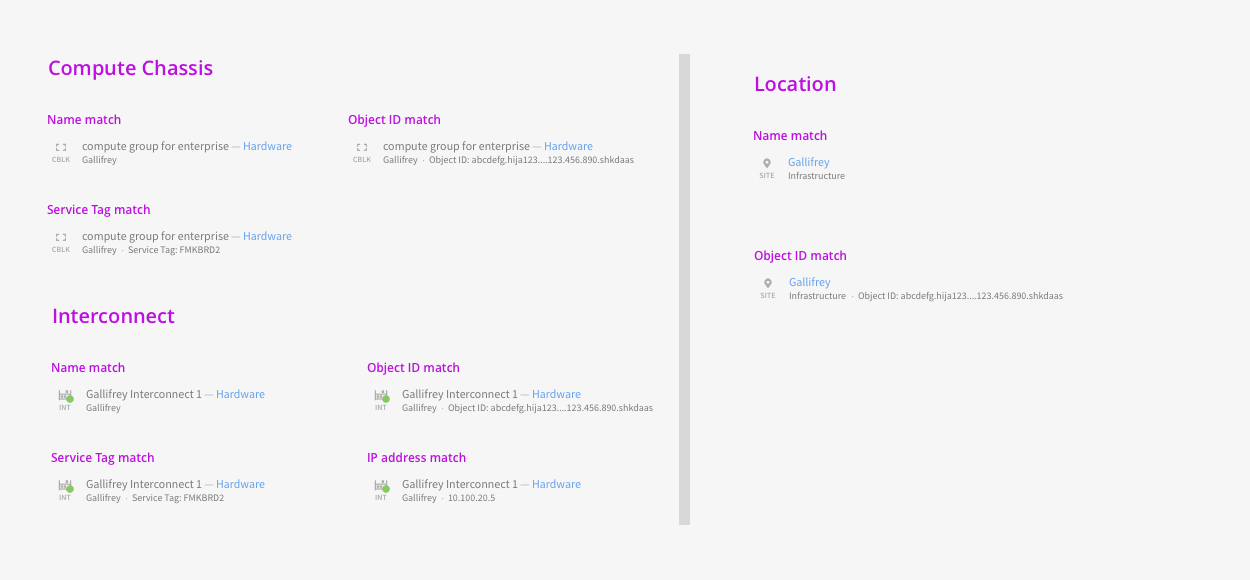 Compute Chassis
Name match
compute group for enterprise — Hardware
CBLK
Gallifrey
Object ID match
compute group for enterprise — Hardware
CBLK
Gallifrey · Object ID: abcdefg.hija123....123.456.890.shkdaas
Service Tag match
compute group for enterprise — Hardware
CBLK
Gallifrey · Service Tag: FMKBRD2
Interconnect
Name match
Gallifrey Interconnect 1 — Hardware
INT
Gallifrey
Object ID match
Gallifrey Interconnect 1 — Hardware
INT
Gallifrey · Object ID: abcdefg.hija123....123.456.890.shkdaas
Service Tag match
Gallifrey Interconnect 1 — Hardware
INT
Gallifrey · Service Tag: FMKBRD2
IP address match
Gallifrey Interconnect 1 — Hardware
INT
Gallifrey · 10.100.20.5
Location
Name match
Gallifrey
SITE
Infrastructure
Object ID match
Gallifrey
SITE
Infrastructure · Object ID: abcdefg.hija123....123.456.890.shkdaas